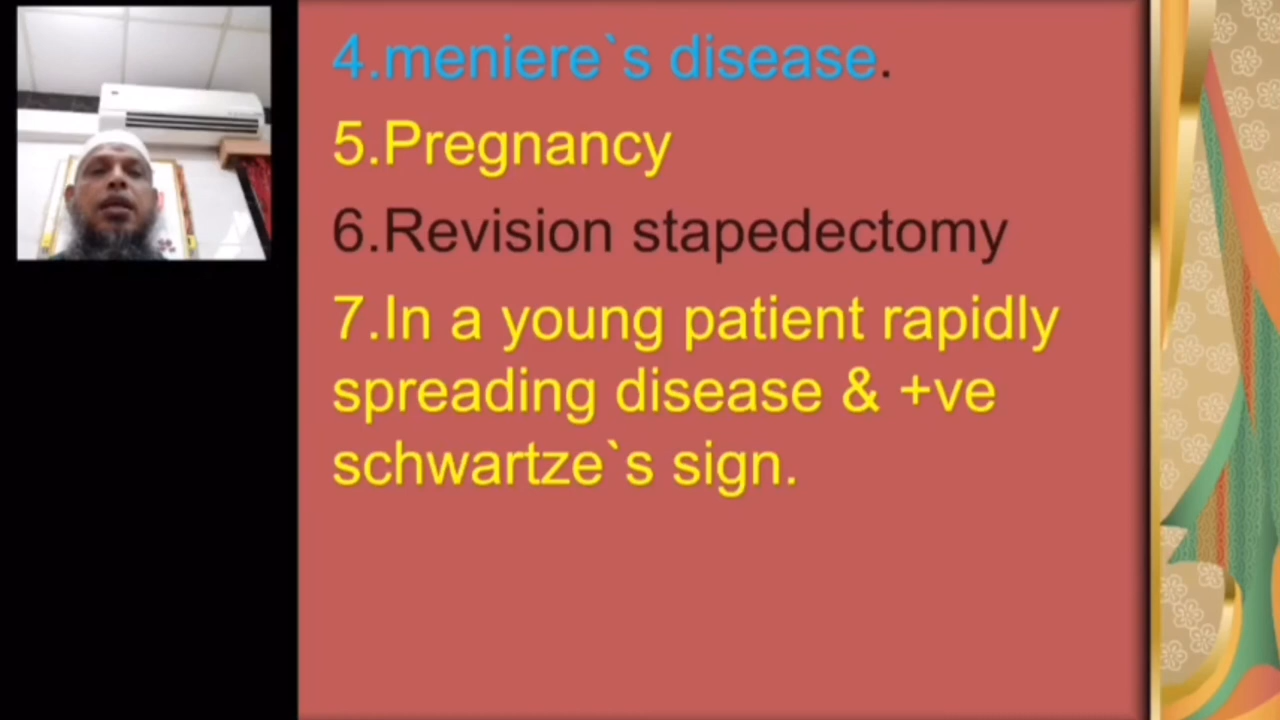 4.meniere`s disease.
5.Pregnancy
6.Revision stapedectomy
7.In a young patient rapidly
spreading disease & +ve
schwartze`s sign.